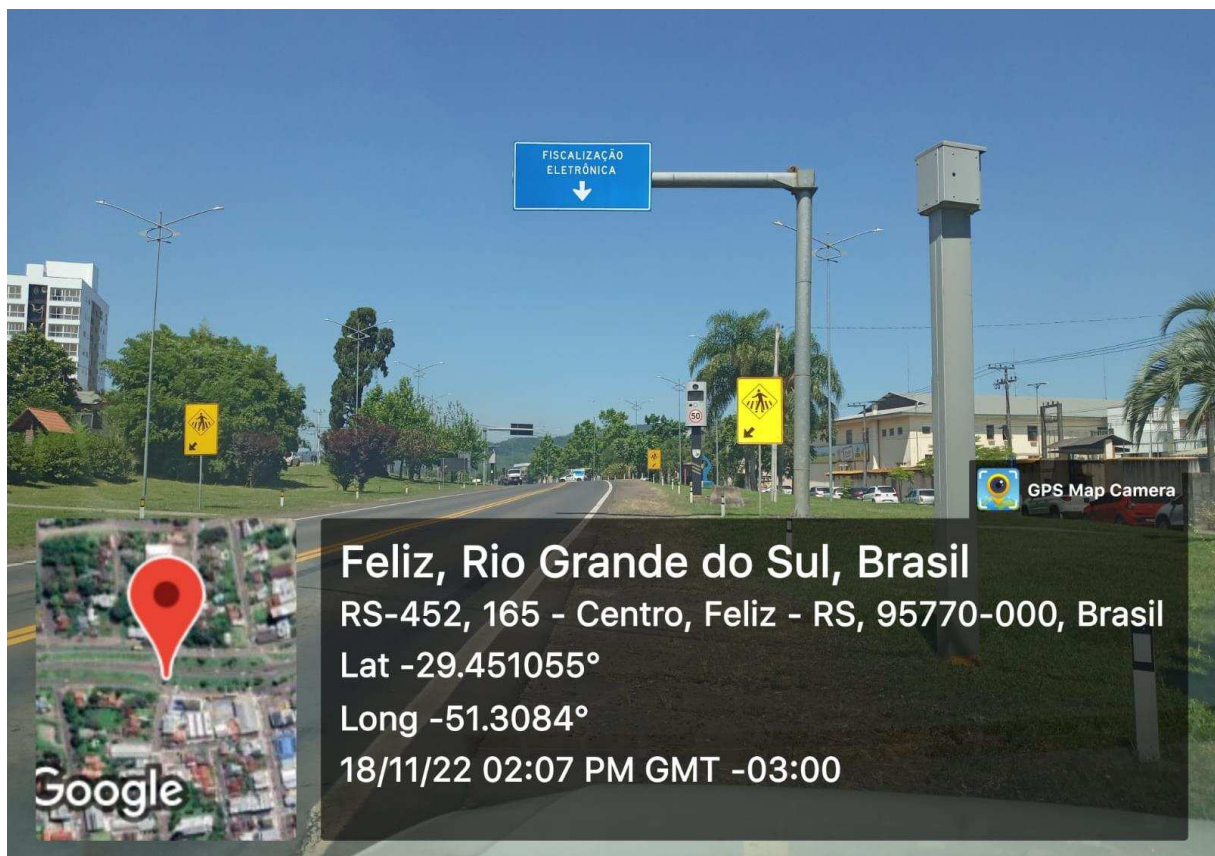 FISCALIZAÇÃO
ELETRÔNICA
50
GPS Map Camera
Feliz, Rio Grande do Sul, Brasil
RS-452, 165 - Centro, Feliz - RS, 95770-000, Brasil
Lat -29.451055°
Long -51.3084°
18/11/22 02:07 PM GMT -03:00
Google